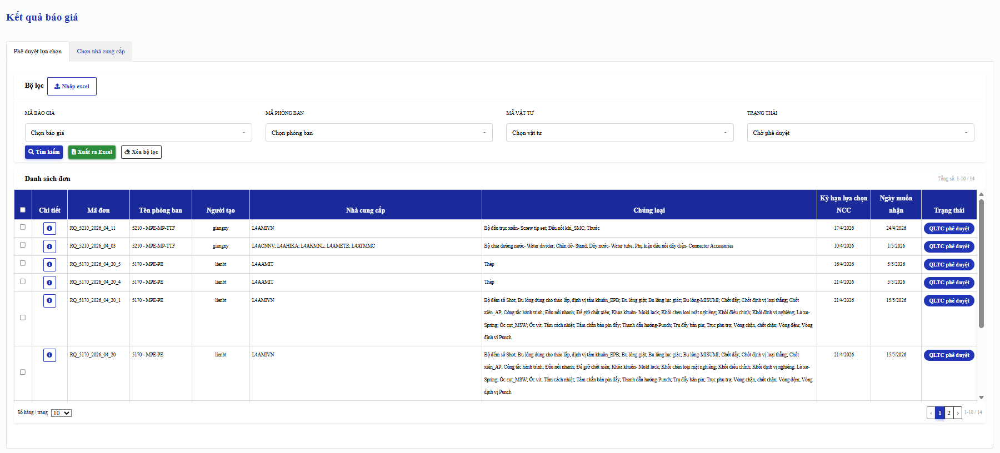 Kết quả báo giá
Phê duyệt lựa chọn
Chọn nhà cung cấp
Bộ lọc
Nhập excel
MÃ BÁO GIÁ
MÃ PHÒNG BAN
MÃ VẬT TƯ
TRẠNG THÁI
Chọn báo giá
Chọn phòng ban
Chọn vật tư
Chờ phê duyệt
Tìm kiếm
Xuất ra Excel
Xóa bộ lọc
Danh sách đơn
Tổng số: 1-10 / 14
Chi tiết
Mã đơn
Tên phòng ban
Người tạo
Nhà cung cấp
Chủng loại
Kỳ hạn lựa chọn
NCC
Ngày muốn
nhận
Trạng thái
RQ_5210_2026_04_11
5210 - MPE-MP-TTF
giangny
L4AMIVN
Bộ đầu trục xoắn- Screw tip set; Đầu nối khí_SMC; Thước
17/4/2026
24/4/2026
QLTC phê duyệt
RQ_5210_2026_04_03
5210 - MPE-MP-TTF
giangny
L4ACNNV; L4AHIKA; L4AKMNL; L4AMETE; L4ATMMC
Bộ chia đường nước- Water divider; Chân đỡ- Stand; Dây nước- Water tube; Phụ kiện đấu nối dây điện- Connector Accessories
10/4/2026
1/5/2026
QLTC phê duyệt
RQ_5170_2026_04_20_5
5170 - MPE-PE
lienbt
L4AAMIT
Thép
16/4/2026
5/5/2026
QLTC phê duyệt
RQ_5170_2026_04_20_4
5170 - MPE-PE
lienbt
L4AAMIT
Thép
21/4/2026
5/5/2026
QLTC phê duyệt
RQ_5170_2026_04_20_1
5170 - MPE-PE
lienbt
L4AMIVN
Bộ đếm số Shot; Bu lông dùng cho tháo lắp, định vị tấm khuôn_EPB; Bu lông giật; Bu lông lục giác; Bu lông-MISUMI; Chốt đẩy; Chốt định vị loại thẳng; Chốt
xiên_AP; Công tắc hành trình; Đầu nối nhanh; Đế giữ chốt xiên; Khóa khuôn- Mold lock; Khối chèn loại mặt nghiêng; Khối điều chỉnh; Khối định vị nghiêng; Lò xo-
Spring; Ốc cụt_MSW; Ốc vít; Tấm cách nhiệt; Tấm chắn bản pin đẩy; Thanh dẫn hướng-Punch; Trụ đẩy bản pin; Trục phụ trợ; Vòng chặn, chốt chặn; Vòng đệm; Vòng
định vị Punch
21/4/2026
15/5/2026
QLTC phê duyệt
RQ_5170_2026_04_20
5170 - MPE-PE
lienbt
L4AMIVN
Bộ đếm số Shot; Bu lông dùng cho tháo lắp, định vị tấm khuôn_EPB; Bu lông giật; Bu lông lục giác; Bu lông-MISUMI; Chốt đẩy; Chốt định vị loại thẳng; Chốt
xiên_AP; Công tắc hành trình; Đầu nối nhanh; Đế giữ chốt xiên; Khóa khuôn- Mold lock; Khối chèn loại mặt nghiêng; Khối điều chỉnh; Khối định vị nghiêng; Lò xo-
Spring; Ốc cụt_MSW; Ốc vít; Tấm cách nhiệt; Tấm chắn bản pin đẩy; Thanh dẫn hướng-Punch; Trụ đẩy bản pin; Trục phụ trợ; Vòng chặn, chốt chặn; Vòng đệm; Vòng
định vị Punch
21/4/2026
15/5/2026
QLTC phê duyệt
Số hàng / trang
10
‹ 1 2 ›
1-10 / 14